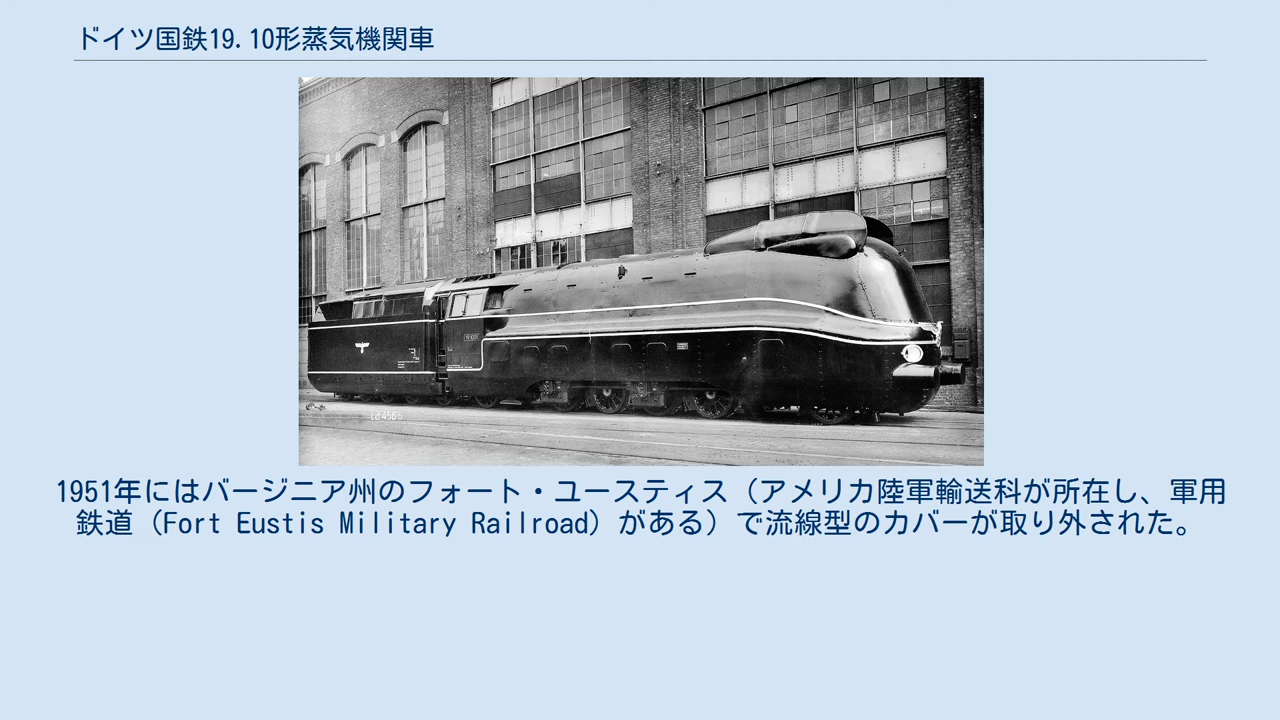 ドイツ国鉄19.10形蒸気機関車
1951年にはバージニア州のフォート・ユースティス（アメリカ陸軍輸送科が所在し、軍用
鉄道（Fort Eustis Military Railroad）がある）で流線型のカバーが取り外された。